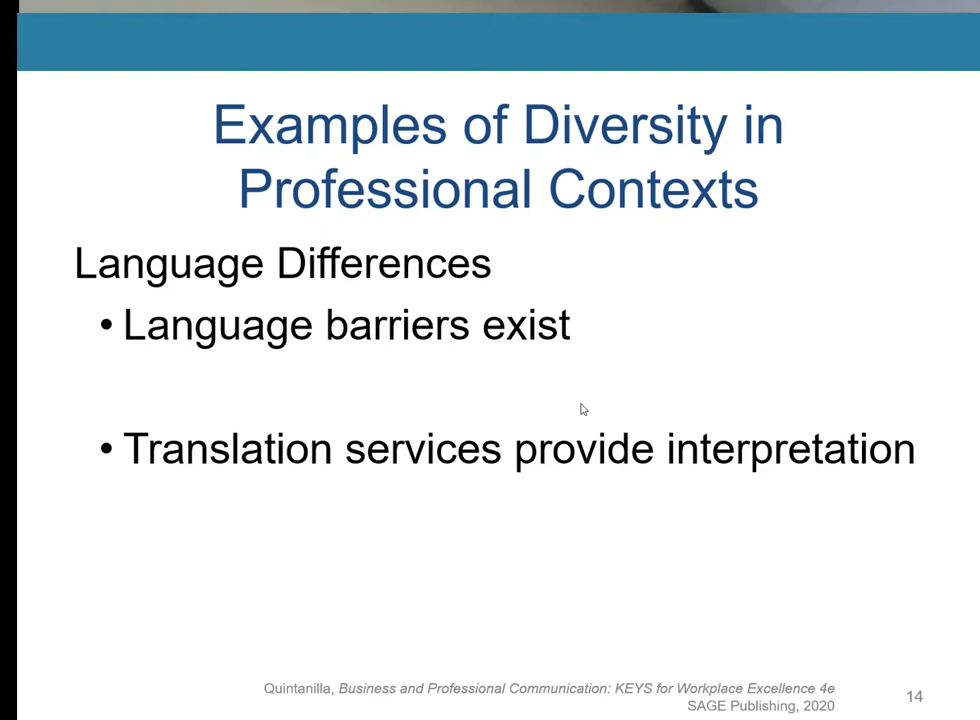 Examples of Diversity in
Professional Contexts
Language Differences
• Language barriers exist
• Translation services provide interpretation
Quintanilla, Business and Professional Communication: KEYS for Workplace Excellence 4e
SAGE Publishing, 2020
14